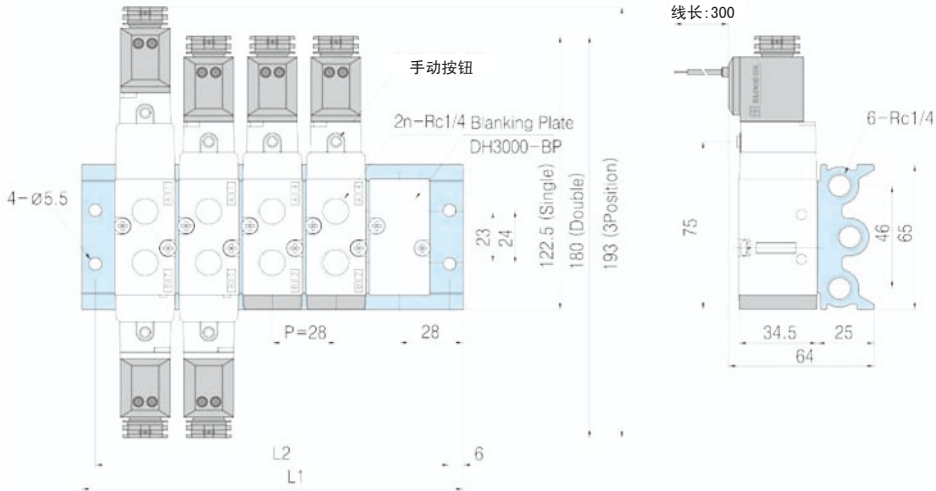 线长:300
手动按钮
2n-Rc1/4 Blanking Plate
DH3000-BP
6-Rc1/4
4-Ø5.5
23
24
122.5 (Single)
180 (Double)
193 (3Position)
75
46
65
P=28
28
34.5
25
64
L2
6
L1